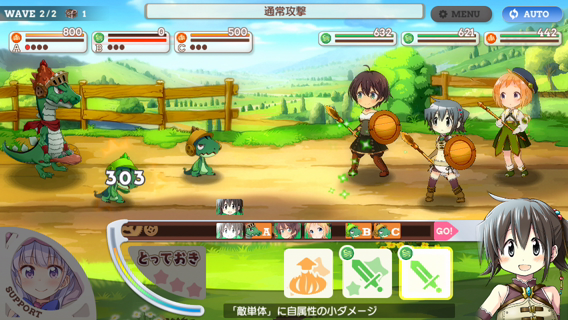 WAVE 2/2 1
通常攻撃
MENU
AUTO
800
A
0
B
500
C
632
621
442
303
A B C GO!
SUPPORT
とっておき
「敵単体」に自属性の小ダメージ